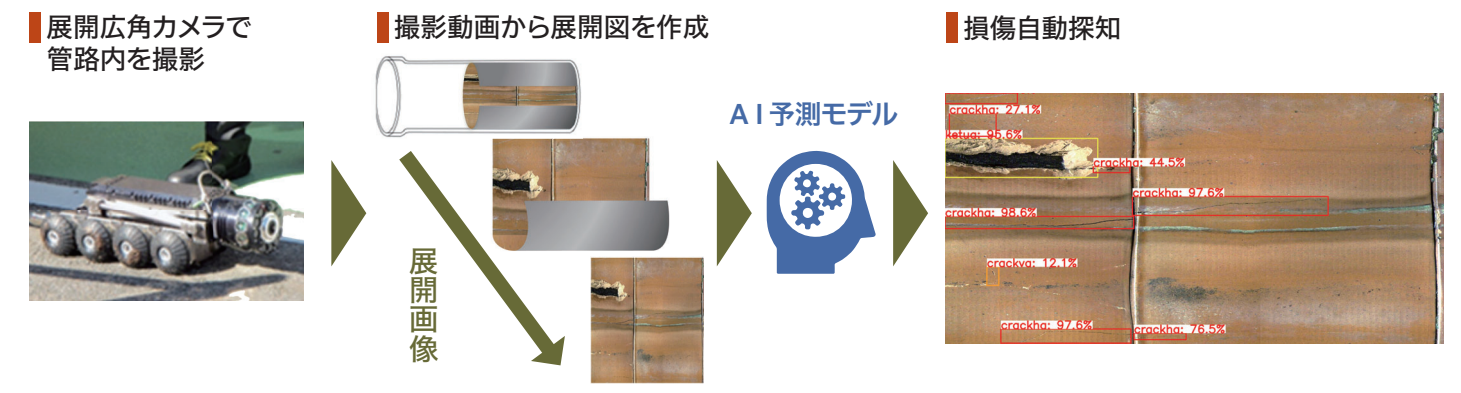 展開広角カメラで
管路内を撮影
撮影動画から展開図を作成
展開画像
AI予測モデル
損傷自動探知
crackha: 27.1%
ketug: 95.6%
crackha: 44.5%
crackha: 97.6%
crackha: 98.6%
crackva: 12.1%
crackha: 97.6%
crackha: 76.5%